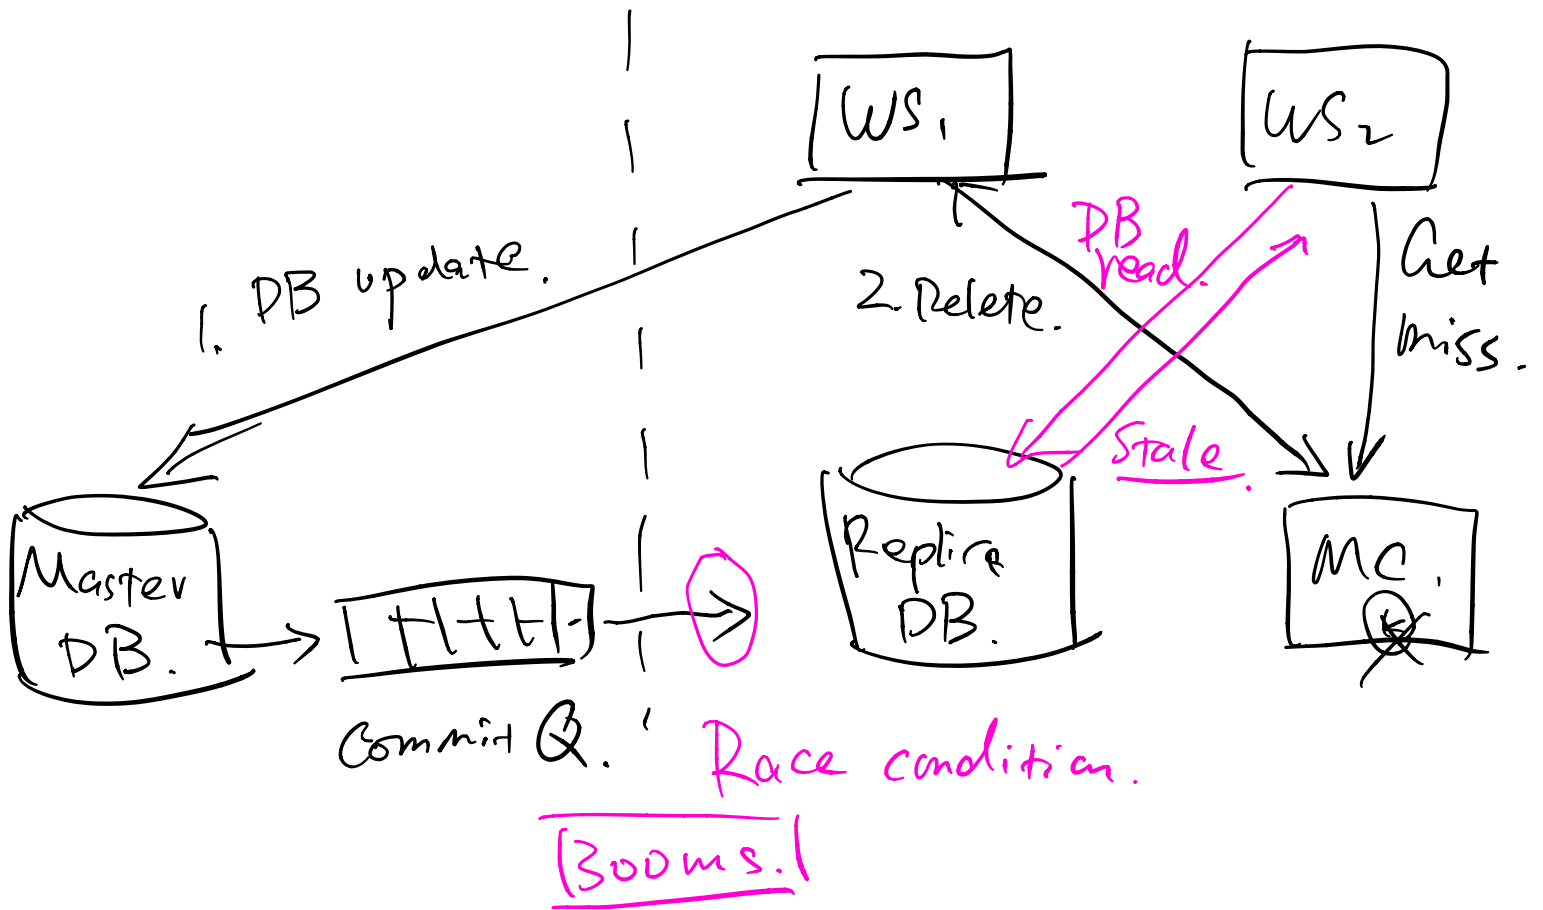 WS1
WS2
1. DB update.
DB
read.
2. Delete.
Get
miss.
Stale.
Master
DB.
Replica
DB.
MC.
K
Commit Q.
Race condition.
300ms.